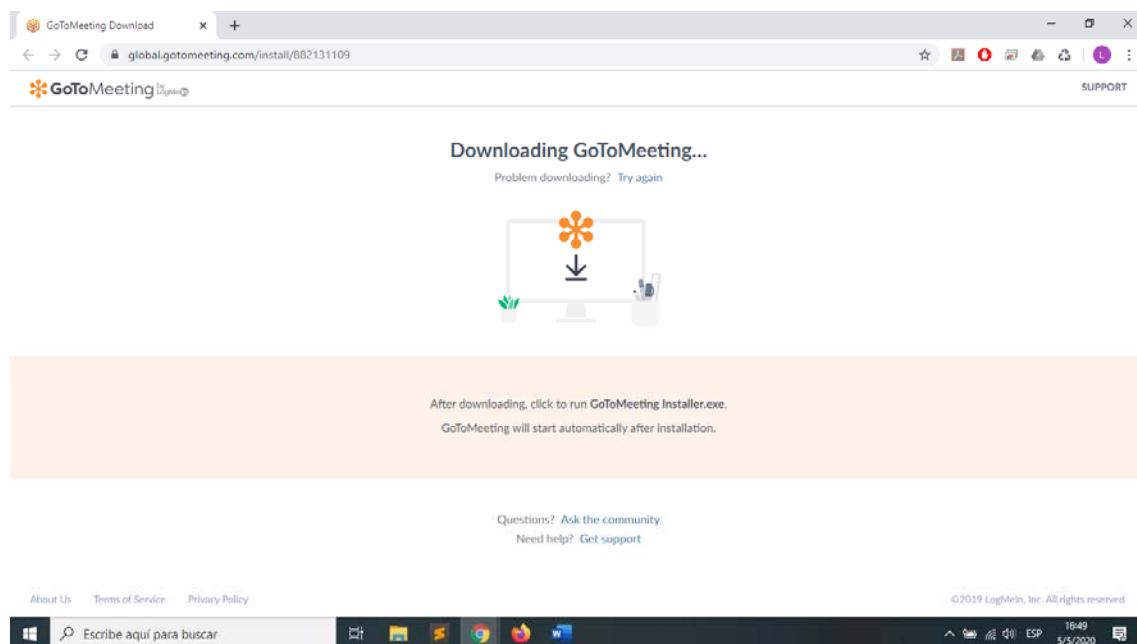 GoToMeeting Download
global.gotomeeting.com/install/882131109
L
GoToMeeting by LogMeIn
SUPPORT
Downloading GoToMeeting...
Problem downloading? Try again
After downloading, click to run GoToMeeting Installer.exe.
GoToMeeting will start automatically after installation.
Questions? Ask the community
Need help? Get support
About Us Terms of Service Privacy Policy
©2019 LogMeIn, Inc. All rights reserved.
Escribe aquí para buscar
ESP
16:49
5/5/2020